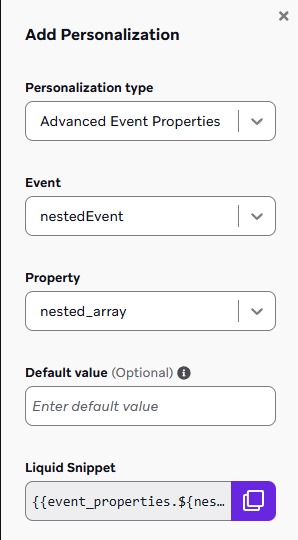 Add Personalization
Personalization type
Advanced Event Properties
Event
nestedEvent
Property
nested_array
Default value (Optional)
Enter default value
Liquid Snippet
{{event_properties.${nes...